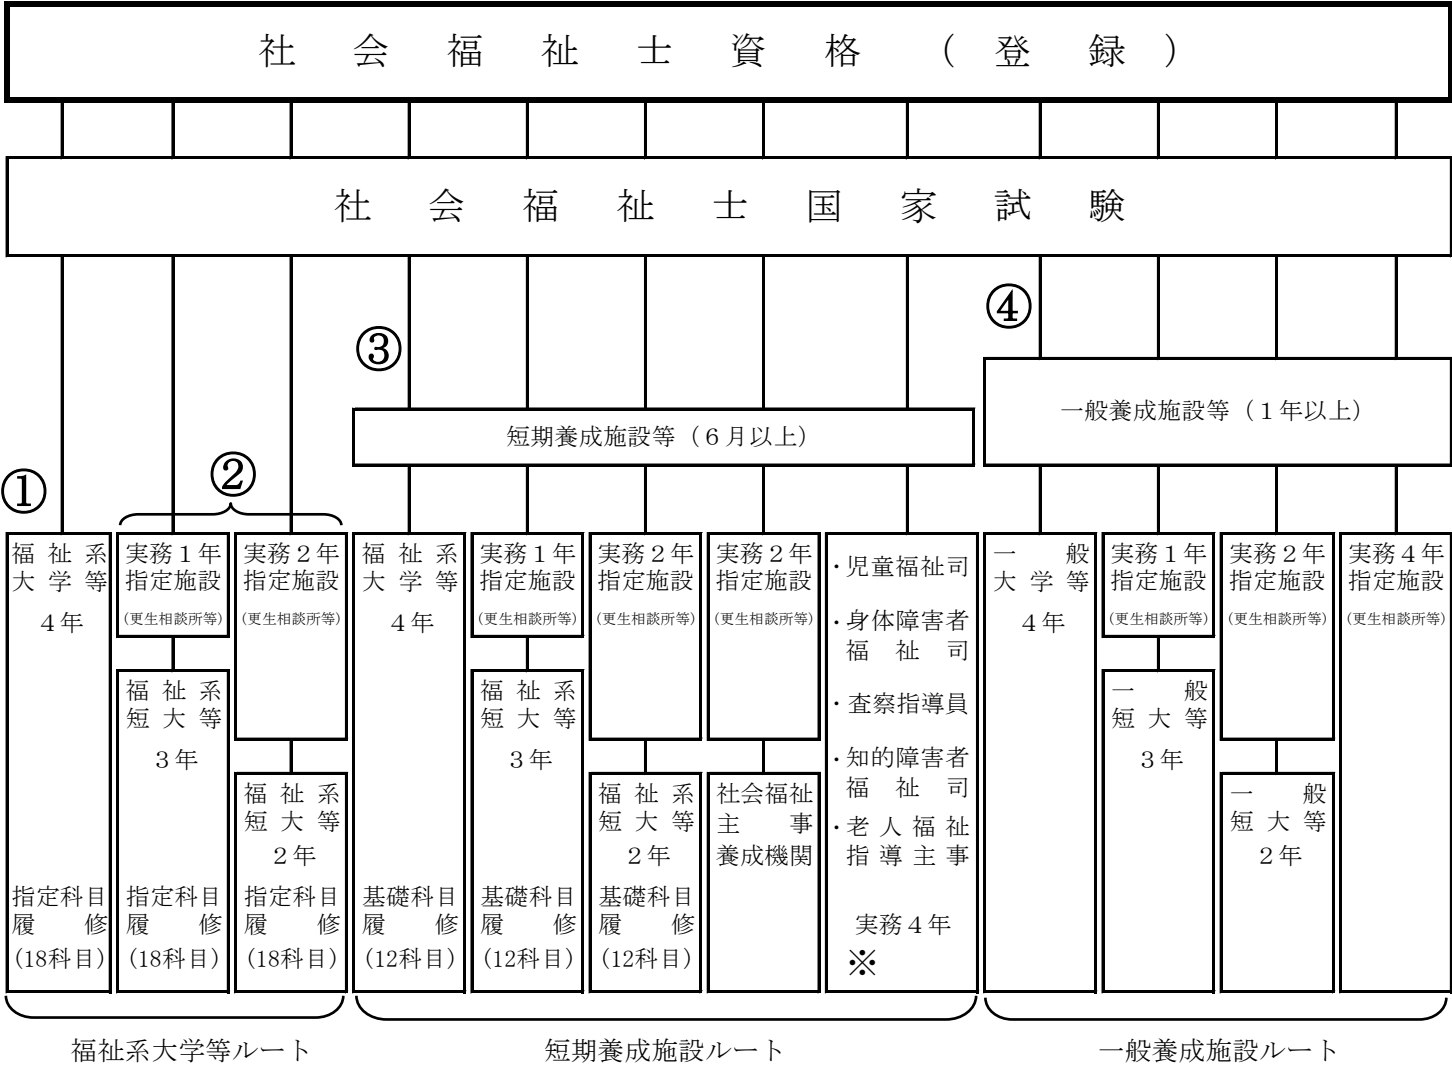 社会福祉士資格（登録）
社会福祉士国家試験
④
③
一般養成施設等（１年以上）
短期養成施設等（６月以上）
②
①
福祉系
大学等
４年
指定科目
履修
(18科目)
実務１年
指定施設
(更生相談所等)
福祉系
短大等
３年
指定科目
履修
(18科目)
実務２年
指定施設
(更生相談所等)
福祉系
短大等
２年
指定科目
履修
(18科目)
福祉系
大学等
４年
基礎科目
履修
(12科目)
実務１年
指定施設
(更生相談所等)
福祉系
短大等
３年
基礎科目
履修
(12科目)
実務２年
指定施設
(更生相談所等)
福祉系
短大等
２年
基礎科目
履修
(12科目)
実務２年
指定施設
(更生相談所等)
社会福祉
主事
養成機関
・児童福祉司
・身体障害者
福祉司
・査察指導員
・知的障害者
福祉司
・老人福祉
指導主事
実務４年
※
一般
大学等
４年
実務１年
指定施設
(更生相談所等)
一般
短大等
３年
実務２年
指定施設
(更生相談所等)
一般
短大等
２年
実務４年
指定施設
(更生相談所等)
福祉系大学等ルート
短期養成施設ルート
一般養成施設ルート